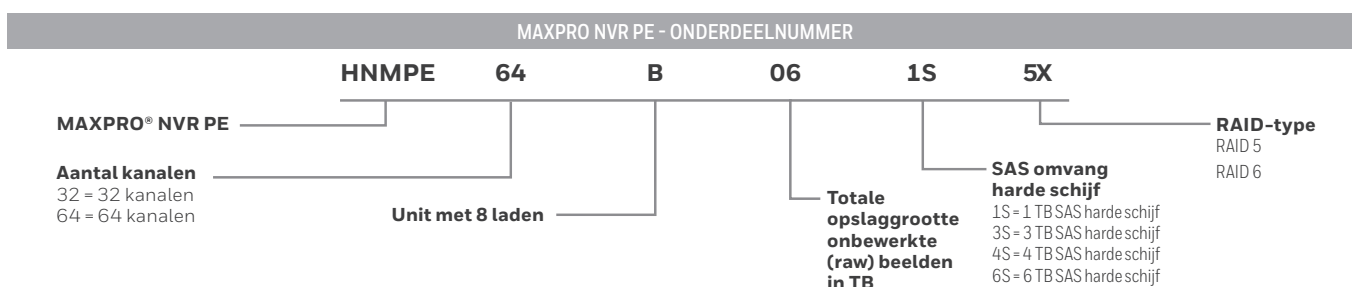 MAXPRO NVR PE - ONDERDEELNUMMER
HNMPE 64 B 06 1S 5X
MAXPRO® NVR PE
Aantal kanalen
32 = 32 kanalen
64 = 64 kanalen
Unit met 8 laden
Totale
opslaggrootte
onbewerkte
(raw) beelden
in TB
SAS omvang
harde schijf
1S = 1 TB SAS harde schijf
3S = 3 TB SAS harde schijf
4S = 4 TB SAS harde schijf
6S = 6 TB SAS harde schijf
RAID-type
RAID 5
RAID 6